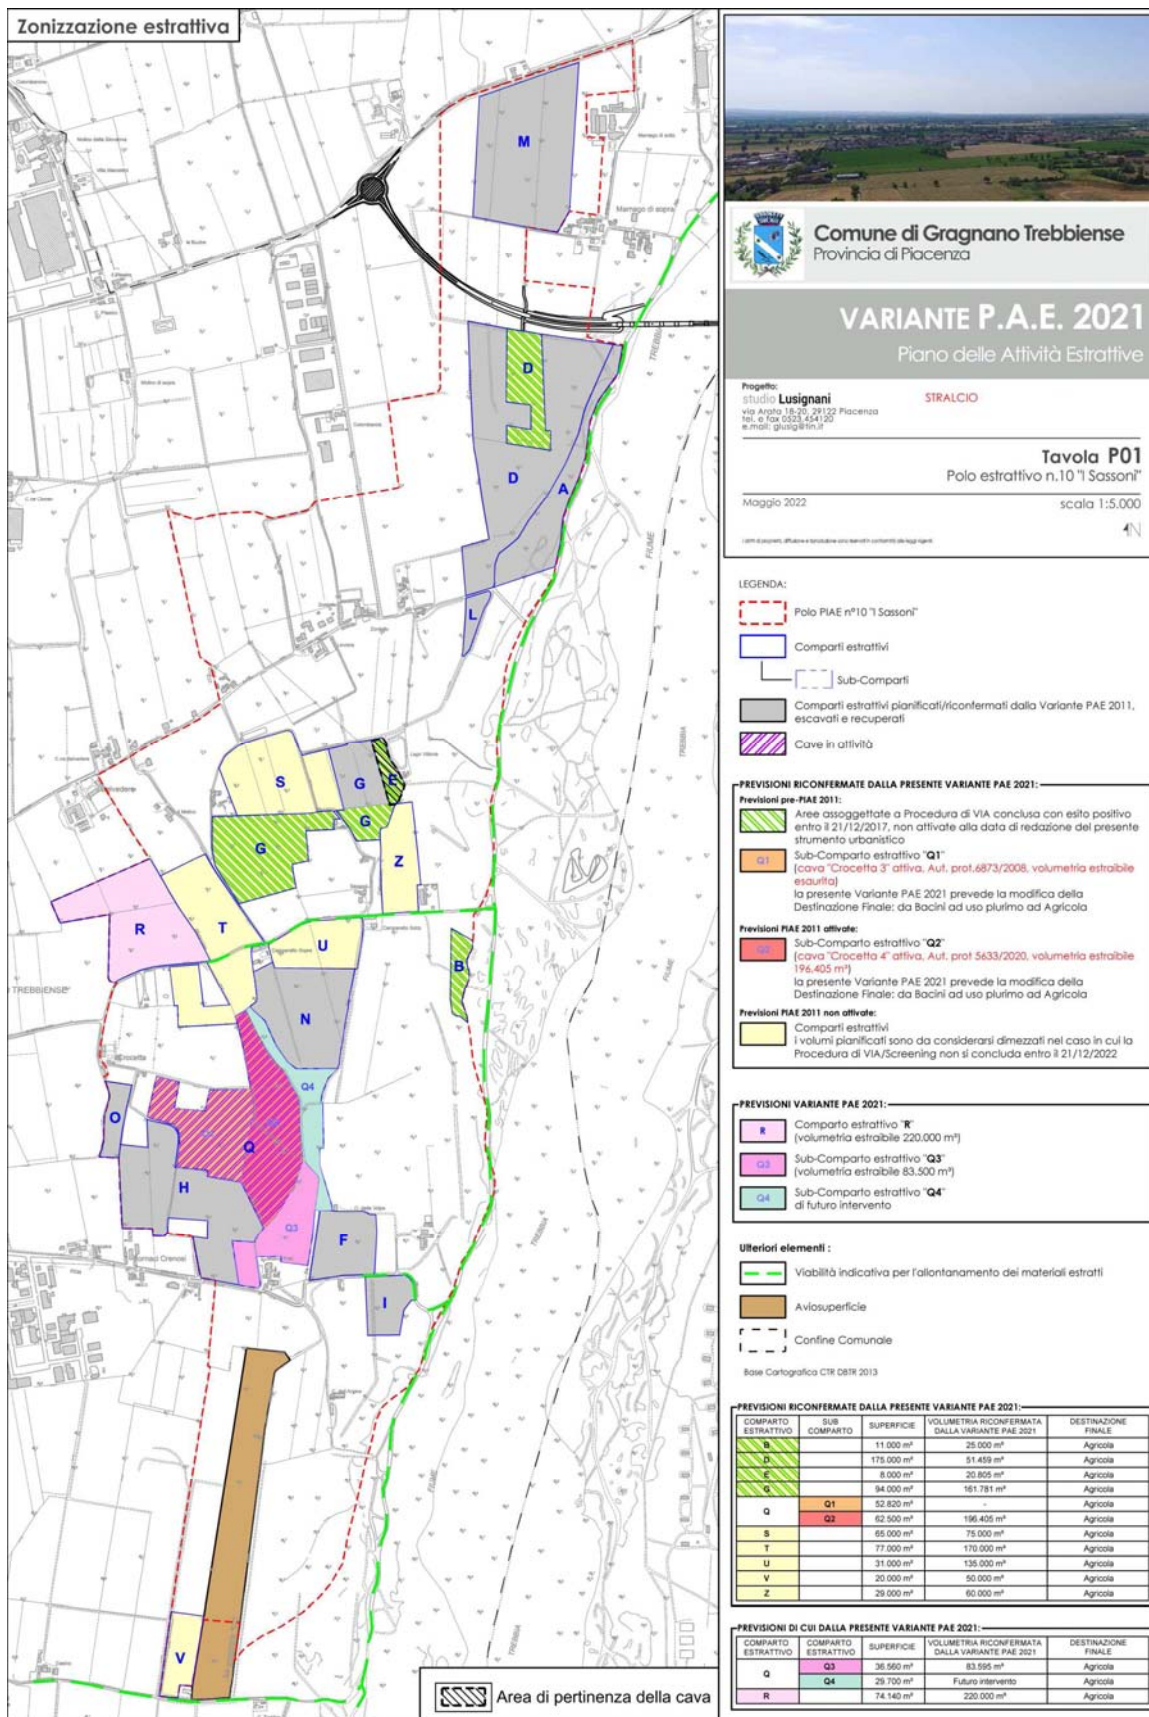 Zonizzazione estrattiva
M
Mamago di sopra
D
D
A
L
S
G
E
G
G
Z
R
T
U
B
N
O
Q4
Q
H
Q3
F
I
V
FIUME
TREBBIA
TREBBIENSE
Crocetta
Area di pertinenza della cava
Comune di Gragnano Trebbiense
Provincia di Piacenza
VARIANTE P.A.E. 2021
Piano delle Attività Estrattive
Progetto:
studio Lusignani
via Arata 18-20, 29122 Piacenza
tel. e fax 0523.454120
e.mail: glusig@tin.it
STRALCIO
Tavola P01
Polo estrattivo n.10 "I Sassoni"
Maggio 2022
scala 1:5.000
N
LEGENDA:
Polo PIAE n°10 "I Sassoni"
Comparti estrattivi
Sub-Comparti
Comparti estrattivi pianificati/riconfermati dalla Variante PAE 2011,
escavati e recuperati
Cave in attività
PREVISIONI RICONFERMATE DALLA PRESENTE VARIANTE PAE 2021:
Previsioni pre-PIAE 2011:
Aree assoggettate a Procedura di VIA conclusa con esito positivo
entro il 21/12/2017, non attivate alla data di redazione del presente
strumento urbanistico
Q1
Sub-Comparto estrattivo "Q1"
(cava "Crocetta 3" attiva, Aut. prot.6873/2008, volumetria estraibile
esaurita)
la presente Variante PAE 2021 prevede la modifica della
Destinazione Finale: da Bacini ad uso plurimo ad Agricola
Previsioni PIAE 2011 attivate:
Q2
Sub-Comparto estrattivo "Q2"
(cava "Crocetta 4" attiva, Aut. prot 5633/2020, volumetria estraibile
196.405 m³)
la presente Variante PAE 2021 prevede la modifica della
Destinazione Finale: da Bacini ad uso plurimo ad Agricola
Previsioni PIAE 2011 non attivate:
Comparti estrattivi
i volumi pianificati sono da considerarsi dimezzati nel caso in cui la
Procedura di VIA/Screening non si concluda entro il 21/12/2022
PREVISIONI VARIANTE PAE 2021:
R
Comparto estrattivo "R"
(volumetria estraibile 220.000 m³)
Q3
Sub-Comparto estrattivo "Q3"
(volumetria estraibile 83.500 m³)
Q4
Sub-Comparto estrattivo "Q4"
di futuro intervento
Ulteriori elementi :
Viabilità indicativa per l'allontanamento dei materiali estratti
Aviosuperficie
Confine Comunale
Base Cartografica CTR DBTR 2013
PREVISIONI RICONFERMATE DALLA PRESENTE VARIANTE PAE 2021:
COMPARTO ESTRATTIVO SUB COMPARTO SUPERFICIE VOLUMETRIA RICONFERMATA DALLA VARIANTE PAE 2021 DESTINAZIONE FINALE
B 11.000 m² 25.000 m³ Agricola
D 175.000 m² 51.459 m³ Agricola
E 8.000 m² 20.805 m³ Agricola
G 94.000 m² 161.781 m³ Agricola
Q Q1 52.820 m² - Agricola
Q2 62.500 m² 196.405 m³ Agricola
S 65.000 m² 75.000 m³ Agricola
T 77.000 m² 170.000 m³ Agricola
U 31.000 m² 135.000 m³ Agricola
V 20.000 m² 50.000 m³ Agricola
Z 29.000 m² 60.000 m³ Agricola
PREVISIONI DI CUI DALLA PRESENTE VARIANTE PAE 2021:
COMPARTO ESTRATTIVO COMPARTO ESTRATTIVO SUPERFICIE VOLUMETRIA RICONFERMATA DALLA VARIANTE PAE 2021 DESTINAZIONE FINALE
Q Q3 36.560 m² 83.595 m³ Agricola
Q4 29.700 m² Futuro intervento Agricola
R 74.140 m² 220.000 m³ Agricola